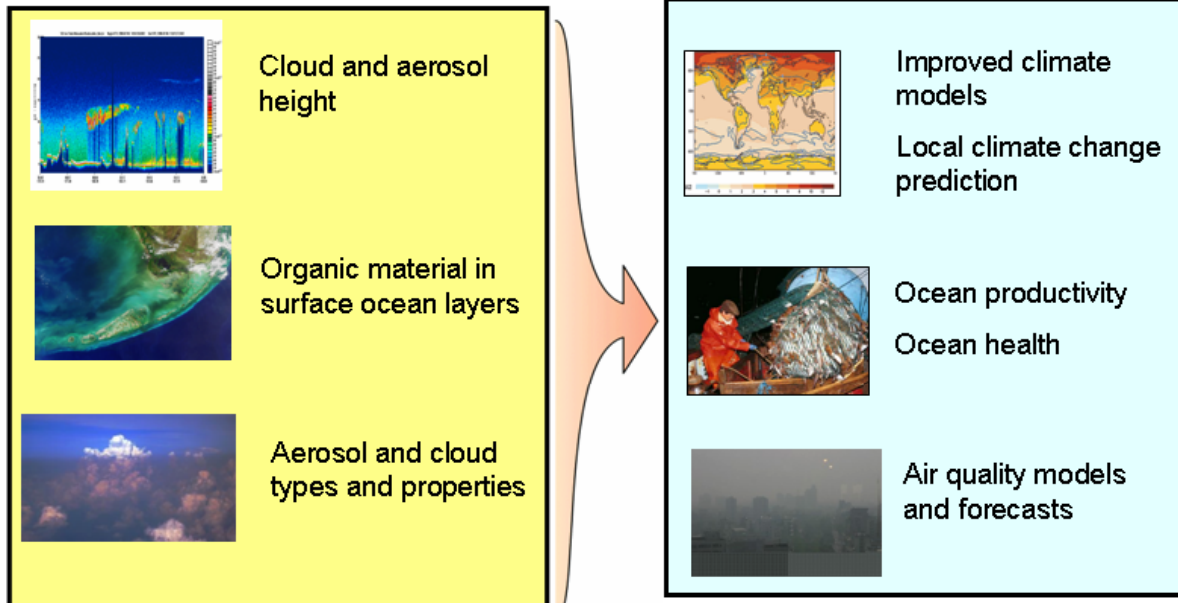 Cloud and aerosol
height
Organic material in
surface ocean layers
Aerosol and cloud
types and properties
Improved climate
models
Local climate change
prediction
Ocean productivity
Ocean health
Air quality models
and forecasts